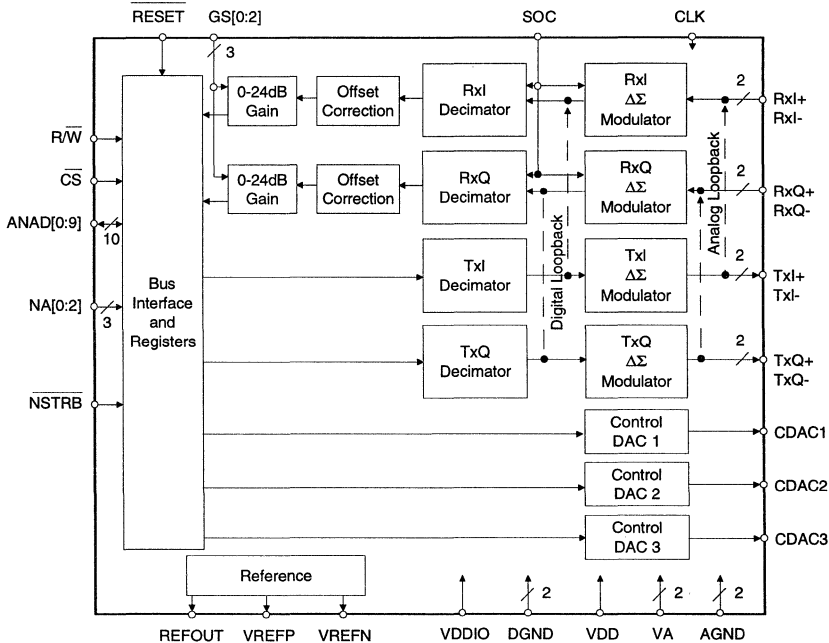 RESET GS[0:2] SOC CLK
3
0-24dB
Gain
Offset
Correction
RxI
Decimator
RxI
ΔΣ
Modulator
2
RxI+
RxI-
R/W
CS
0-24dB
Gain
Offset
Correction
RxQ
Decimator
RxQ
ΔΣ
Modulator
2
RxQ+
RxQ-
Analog Loopback
Digital Loopback
ANAD[0:9]
10
Bus
Interface
and
Registers
TxI
Decimator
TxI
ΔΣ
Modulator
2
TxI+
TxI-
NA[0:2]
3
TxQ
Decimator
TxQ
ΔΣ
Modulator
2
TxQ+
TxQ-
NSTRB
Control
DAC 1
CDAC1
Control
DAC 2
CDAC2
Control
DAC 3
CDAC3
Reference
2
2
2
REFOUT VREFP VREFN VDDIO DGND VDD VA AGND